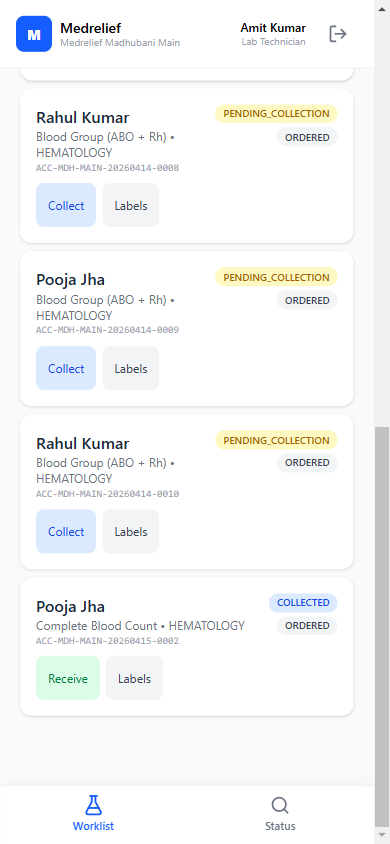 M
Medrelief
Medrelief Madhubani Main
Amit Kumar
Lab Technician
Rahul Kumar
PENDING_COLLECTION
Blood Group (ABO + Rh) •
HEMATOLOGY
ORDERED
ACC-MDH-MAIN-20260414-0008
Collect
Labels
Pooja Jha
PENDING_COLLECTION
Blood Group (ABO + Rh) •
HEMATOLOGY
ORDERED
ACC-MDH-MAIN-20260414-0009
Collect
Labels
Rahul Kumar
PENDING_COLLECTION
Blood Group (ABO + Rh) •
HEMATOLOGY
ORDERED
ACC-MDH-MAIN-20260414-0010
Collect
Labels
Pooja Jha
COLLECTED
Complete Blood Count • HEMATOLOGY
ORDERED
ACC-MDH-MAIN-20260415-0002
Receive
Labels
Worklist
Status